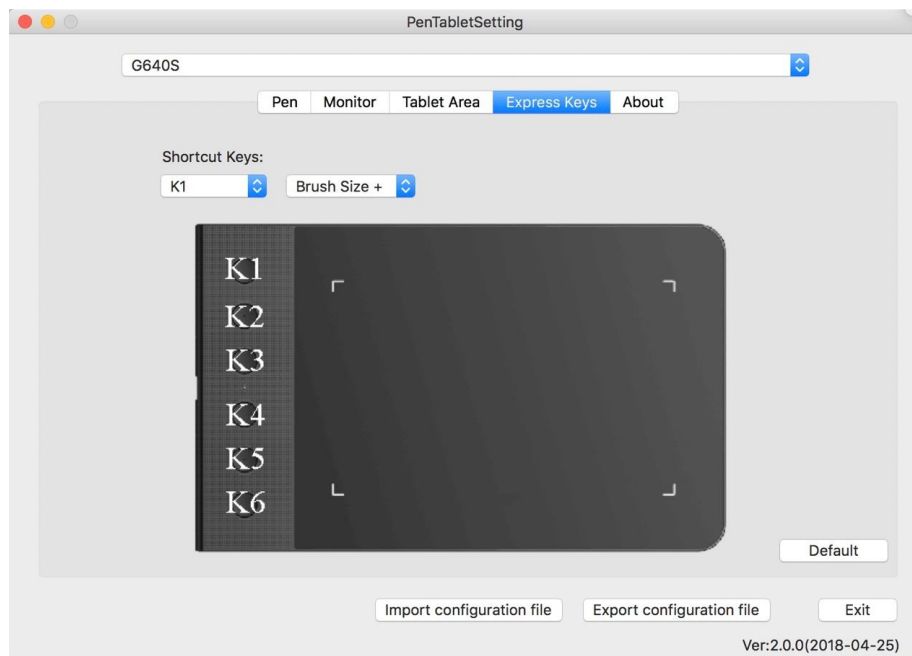 PenTabletSetting
G640S
Pen Monitor Tablet Area Express Keys About
Shortcut Keys:
K1 Brush Size +
K1
K2
K3
K4
K5
K6
Default
Import configuration file Export configuration file Exit
Ver:2.0.0(2018-04-25)